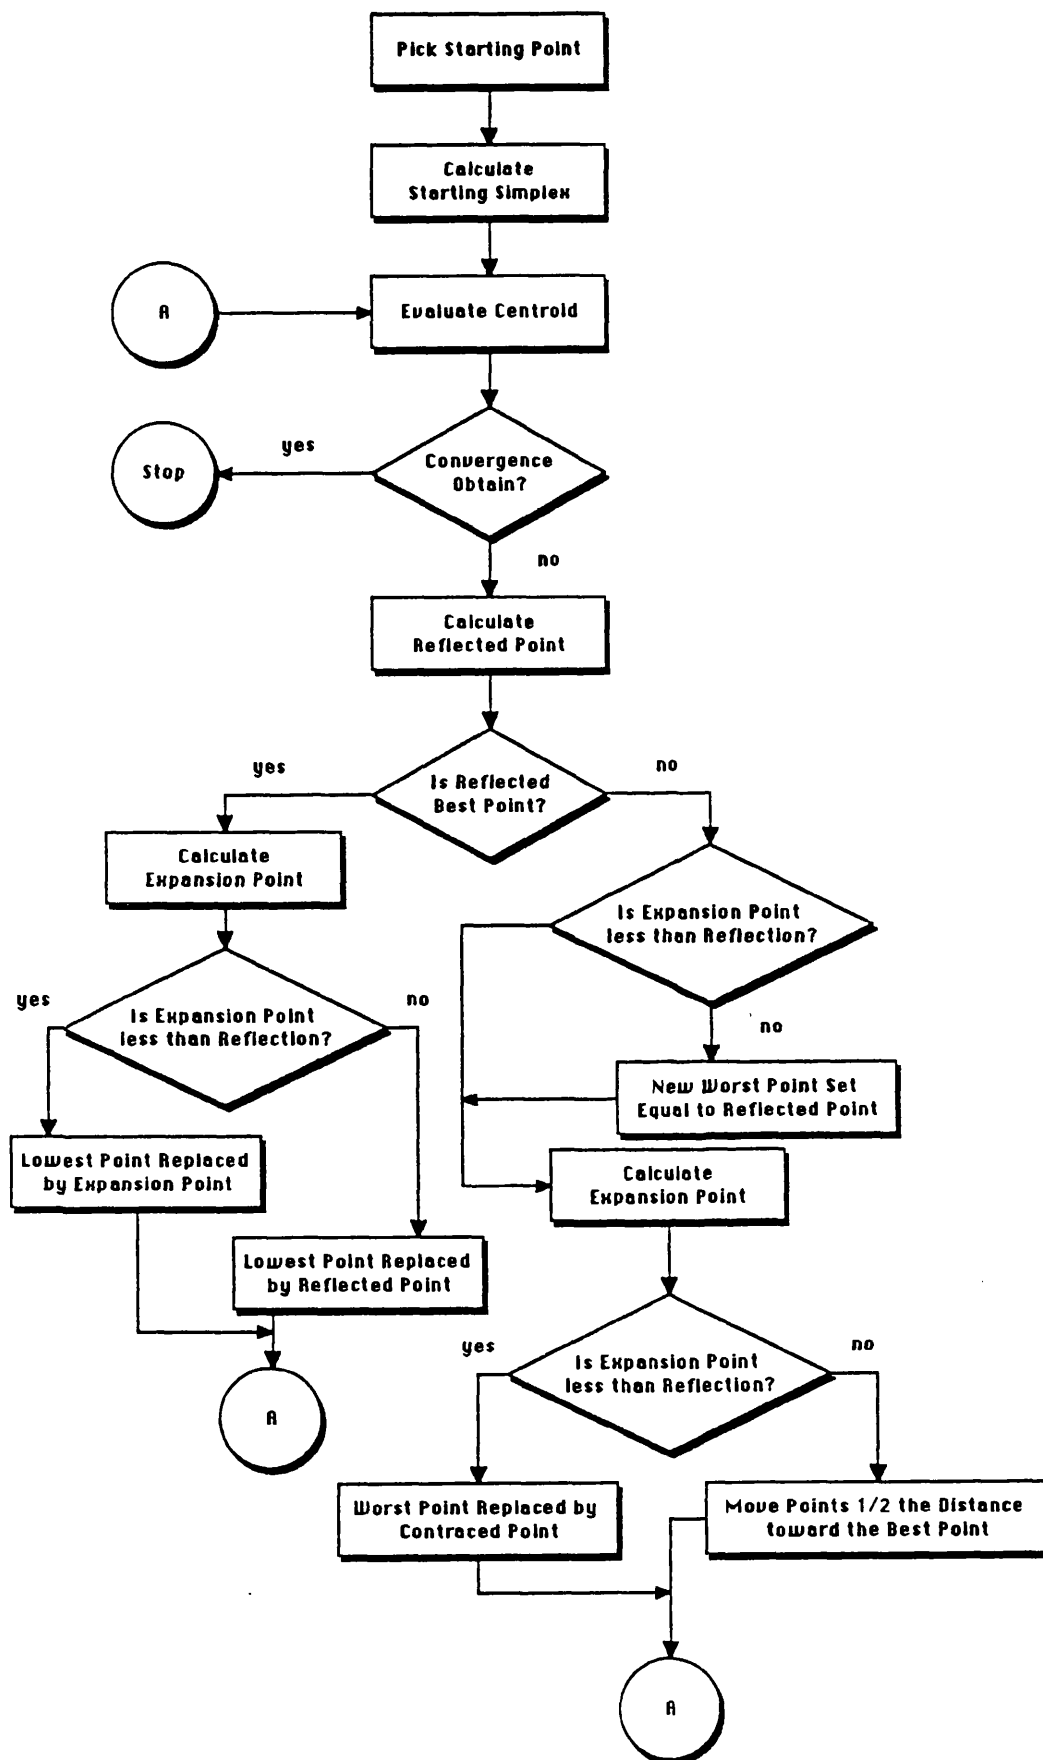 Pick Starting Point
Calculate
Starting Simplex
A
Evaluate Centroid
yes
Stop
Convergence
Obtain?
no
Calculate
Reflected Point
yes
Is Reflected
Best Point?
no
Calculate
Expansion Point
Is Expansion Point
less than Reflection?
yes
Is Expansion Point
less than Reflection?
no
no
New Worst Point Set
Equal to Reflected Point
Lowest Point Replaced
by Expansion Point
Calculate
Expansion Point
Lowest Point Replaced
by Reflected Point
yes
Is Expansion Point
less than Reflection?
no
A
Worst Point Replaced by
Contraced Point
Move Points 1/2 the Distance
toward the Best Point
A